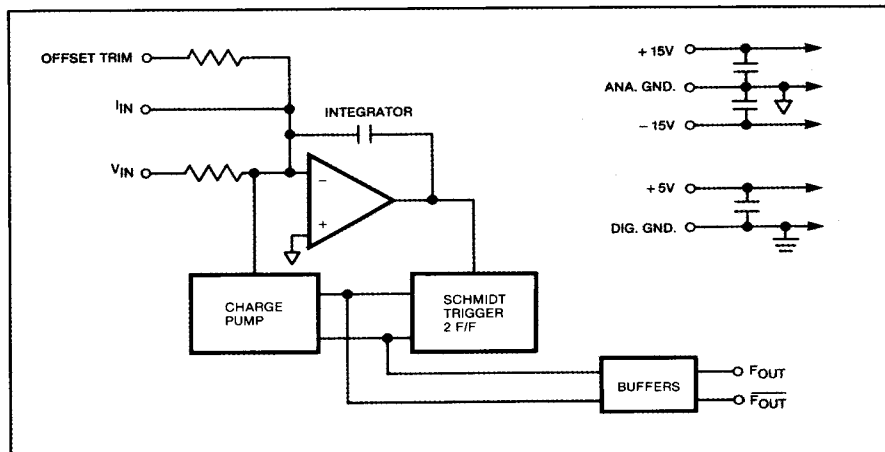 OFFSET TRIM
IIN
VIN
INTEGRATOR
−
+
CHARGE
PUMP
SCHMIDT
TRIGGER
2 F/F
BUFFERS
FOUT
FOUT
+ 15V
ANA. GND.
− 15V
+ 5V
DIG. GND.